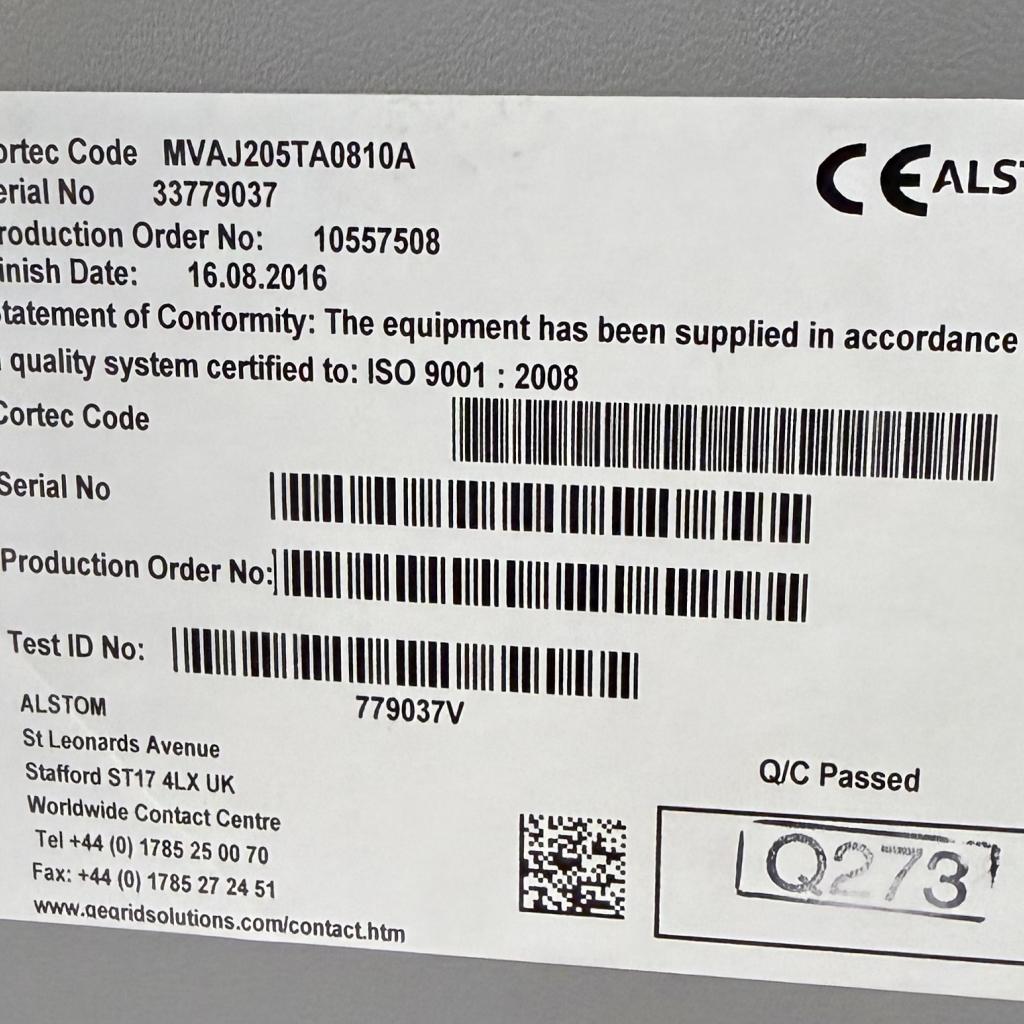 ortec Code MVAJ205TA0810A
CE ALST
erial No 33779037
roduction Order No: 10557508
inish Date: 16.08.2016
tatement of Conformity: The equipment has been supplied in accordance
quality system certified to: ISO 9001 : 2008
Cortec Code
Serial No
Production Order No:
Test ID No:
779037V
ALSTOM
St Leonards Avenue
Stafford ST17 4LX UK
Worldwide Contact Centre
Tel +44 (0) 1785 25 00 70
Fax: +44 (0) 1785 27 24 51
www.gegridsolutions.com/contact.htm
Q/C Passed
Q273